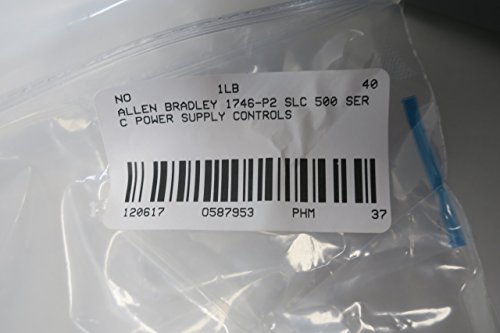 NO 1LB 40
ALLEN BRADLEY 1746-P2 SLC 500 SER
C POWER SUPPLY CONTROLS
120617 0587953 PHM 37